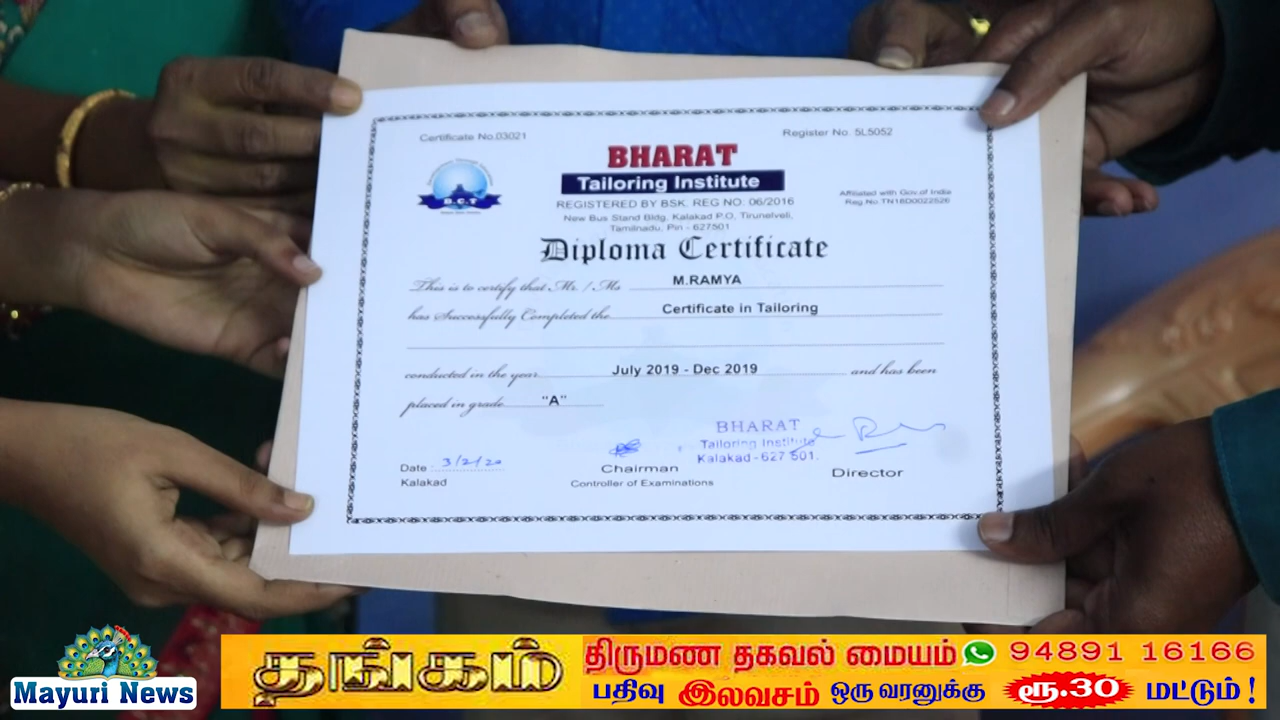 Certificate No.03021
Register No. 5L5052
BHARAT
Tailoring Institute
REGISTERED BY BSK. REG NO. 06/2016
Affiliated with Gov.of India
Reg No.TN18D0022526
New Bus Stand Bldg, Kalakad P.O, Tirunelveli,
Tamilnadu, Pin - 627501
B.C.T
Diploma Certificate
This is to certify that Mr. / Ms M.RAMYA
has Successfully Completed the Certificate in Tailoring
conducted in the year July 2019 - Dec 2019 and has been
placed in grade "A"
BHARAT
Tailoring Institute
Kalakad - 627 501.
Date : 3/2/20
Kalakad
Chairman
Controller of Examinations
Director
Mayuri News
தங்கம்
திருமண தகவல் மையம் 94891 16166
பதிவு இலவசம் ஒரு வரனுக்கு ரூ.30 மட்டும் !